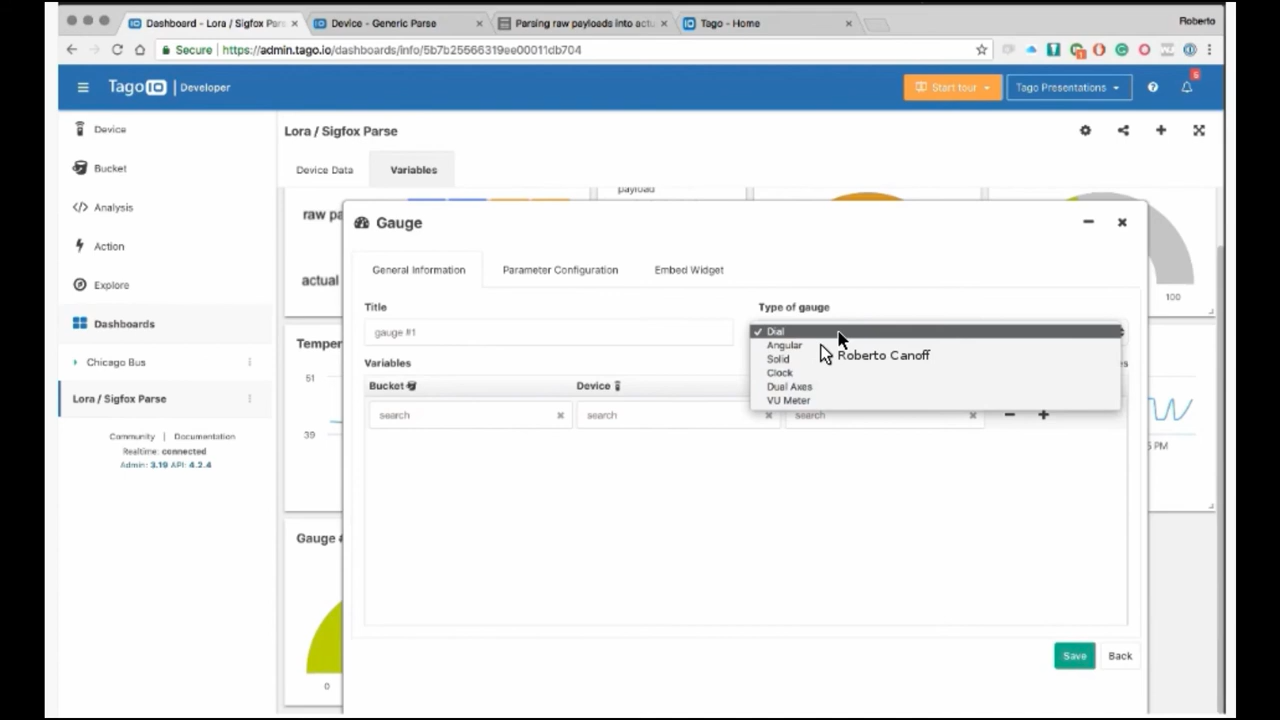 Dashboard - Lora / Sigfox Pars
Device - Generic Parse
Parsing raw payloads into actu
Tago - Home
Roberto
Secure
https://admin.tago.io/dashboards/info/5b7b25566319ee00011db704
Tago IO | Developer
Start tour
Tago Presentations
Device
Bucket
Analysis
Action
Explore
Dashboards
Chicago Bus
Lora / Sigfox Parse
Community | Documentation
Realtime: connected
Admin: 3.19 API: 4.2.4
Lora / Sigfox Parse
Device Data
Variables
payload
raw pa
actual
100
Temper
51
39
5 PM
Gauge #
0
Gauge
General Information
Parameter Configuration
Embed Widget
Title
gauge #1
Type of gauge
Dial
Angular
Solid
Clock
Dual Axes
VU Meter
Roberto Canoff
Variables
Bucket
Device
search
search
search
Save
Back